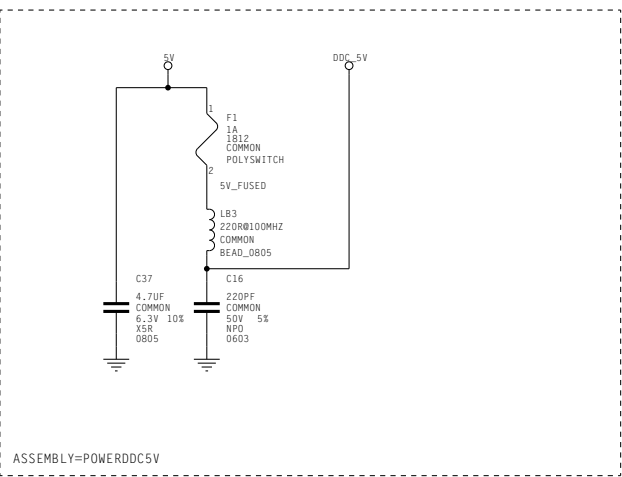 5V
DDC_5V
1
F1
1A
1812
COMMON
POLYSWITCH
2
5V_FUSED
LB3
220R@100MHZ
COMMON
BEAD_0805
C37
4.7UF
COMMON
6.3V 10%
X5R
0805
C16
220PF
COMMON
50V 5%
NPO
0603
ASSEMBLY=POWERDDC5V